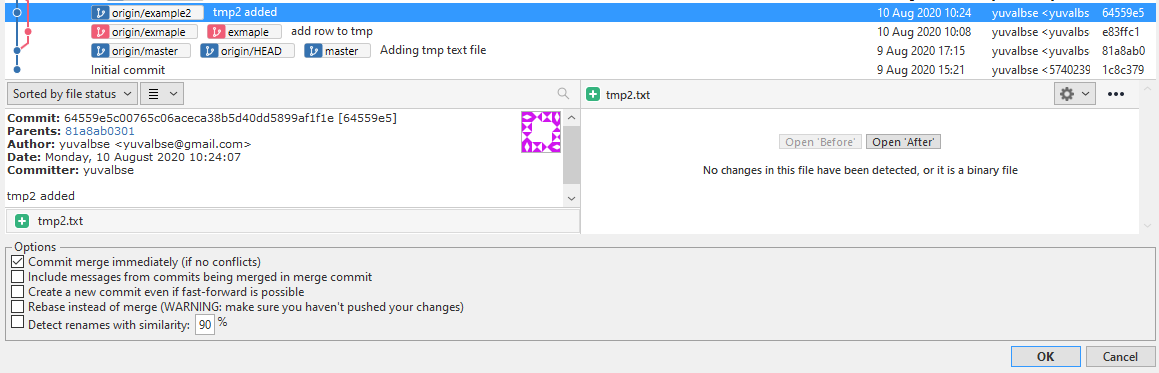 origin/example2 tmp2 added 10 Aug 2020 10:24 yuvalbse <yuvalbs 64559e5
origin/exmaple exmaple add row to tmp 10 Aug 2020 10:08 yuvalbse <yuvalbs e83ffc1
origin/master origin/HEAD master Adding tmp text file 9 Aug 2020 17:15 yuvalbse <yuvalbs 81a8ab0
Initial commit 9 Aug 2020 15:21 yuvalbse <5740239 1c8c379
Sorted by file status
tmp2.txt
Commit: 64559e5c00765c06aceca38b5d40dd5899af1f1e [64559e5]
Parents: 81a8ab0301
Author: yuvalbse <yuvalbse@gmail.com>
Date: Monday, 10 August 2020 10:24:07
Committer: yuvalbse
tmp2 added
tmp2.txt
Open 'Before' Open 'After'
No changes in this file have been detected, or it is a binary file
Options
Commit merge immediately (if no conflicts)
Include messages from commits being merged in merge commit
Create a new commit even if fast-forward is possible
Rebase instead of merge (WARNING: make sure you haven't pushed your changes)
Detect renames with similarity: 90 %
OK Cancel